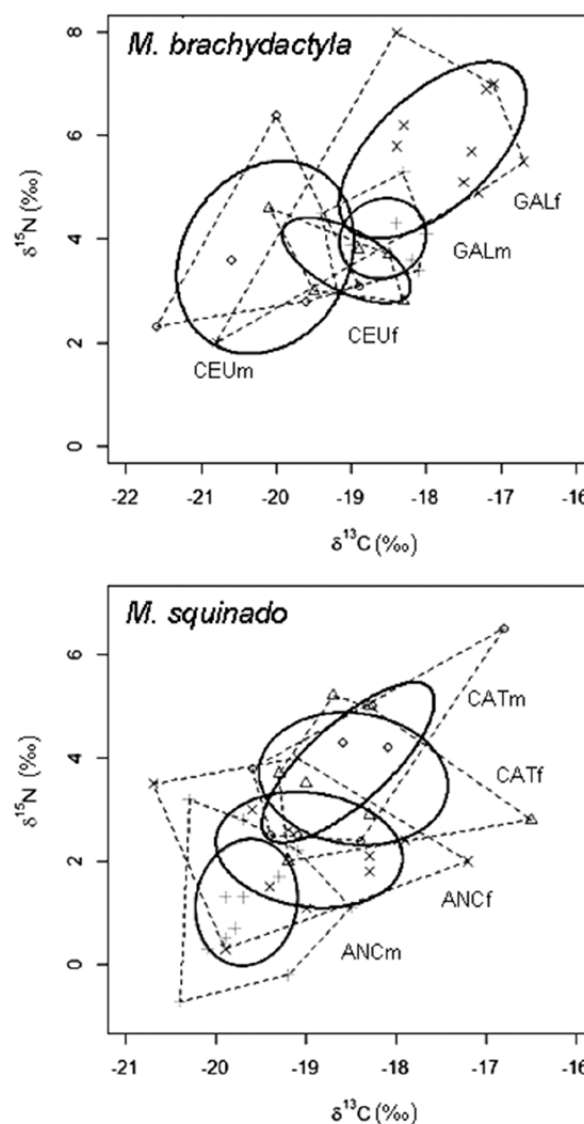 M. brachydactyla
8
6
4
2
0
δ15N (‰)
GALf
GALm
CEUf
CEUm
-22 -21 -20 -19 -18 -17 -16
δ13C (‰)
M. squinado
6
4
2
0
δ15N (‰)
CATm
CATf
ANCf
ANCm
-21 -20 -19 -18 -17 -16
δ13C (‰)